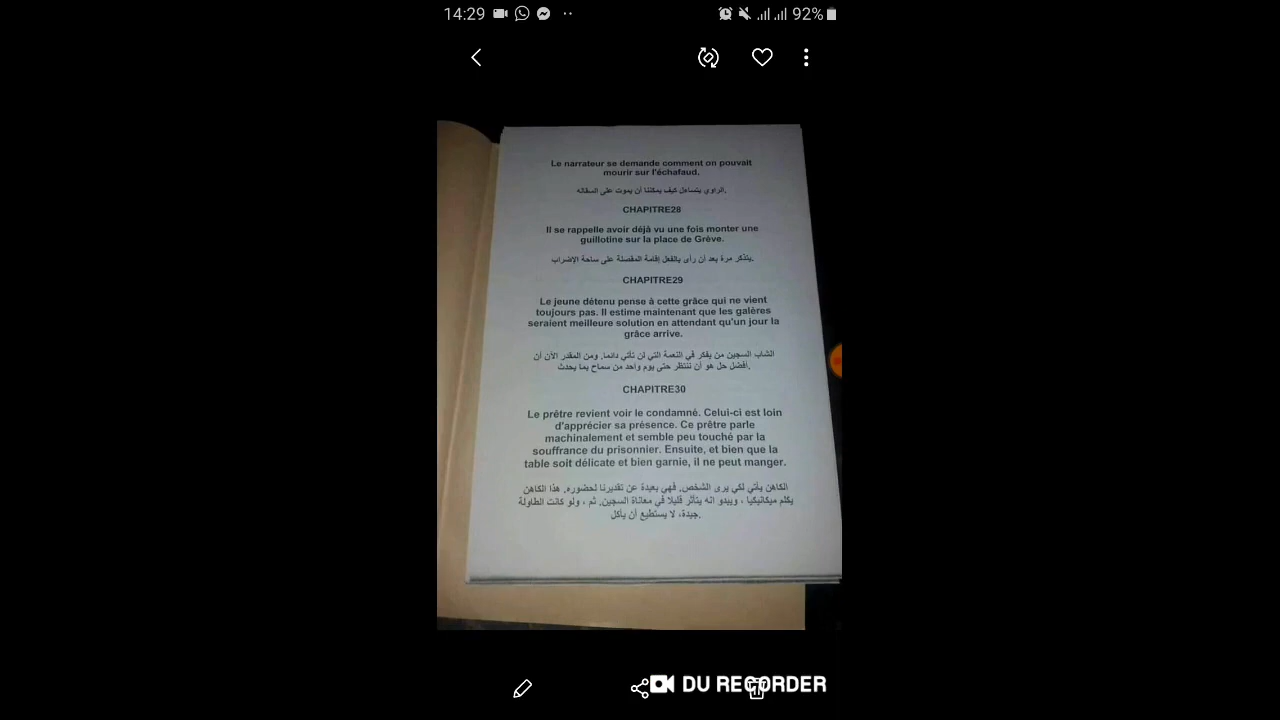 14:29
92%
Le narrateur se demande comment on pouvait
mourir sur l'échafaud.
الراوي يتساءل كيف يمكننا أن يموت على السقاله.
CHAPITRE28
Il se rappelle avoir déjà vu une fois monter une
guillotine sur la place de Grève.
يتذكر مرة بعد أن رأى بالفعل إقامة المقصلة على ساحة الإضراب.
CHAPITRE29
Le jeune détenu pense à cette grâce qui ne vient
toujours pas. Il estime maintenant que les galères
seraient meilleure solution en attendant qu'un jour la
grâce arrive.
الشاب السجين من يفكر في النعمة التي لن تأتي دائما. ومن المقدر الآن أن
أفضل حل هو أن ننتظر حتى يوم واحد من سماح بما يحدث.
CHAPITRE30
Le prêtre revient voir le condamné. Celui-ci est loin
d'apprécier sa présence. Ce prêtre parle
machinalement et semble peu touché par la
souffrance du prisonnier. Ensuite, et bien que la
table soit délicate et bien garnie, il ne peut manger.
الكاهن يأتي لكي يرى الشخص. فهي بعيدة عن تقديرنا لحضوره. هذا الكاهن
يكلم ميكانيكيا ، ويبدو انه يتأثر قليلا في معاناة السجين. ثم ، ولو كانت الطاولة
جيدة، لا يستطيع أن يأكل.
DU RECORDER